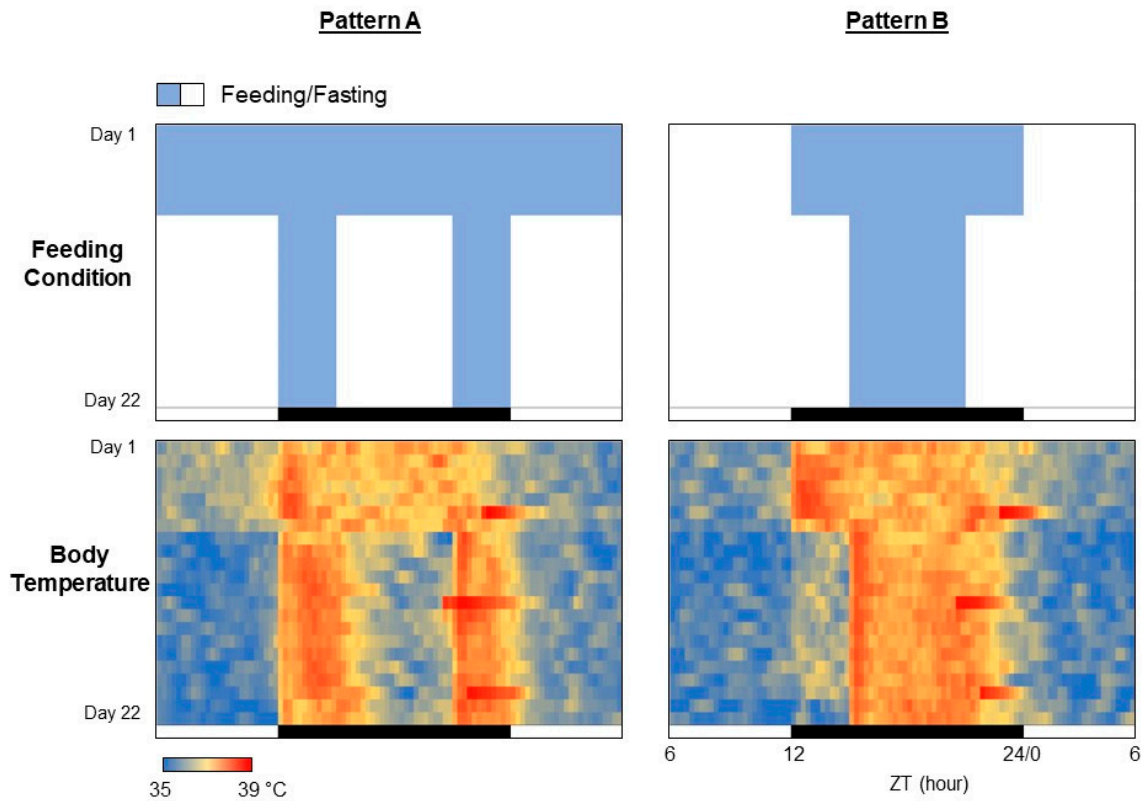 Pattern A
Pattern B
Feeding/Fasting
Day 1
Feeding
Condition
Day 22
Day 1
Body
Temperature
Day 22
6
12
24/0
6
35
39 °C
ZT (hour)